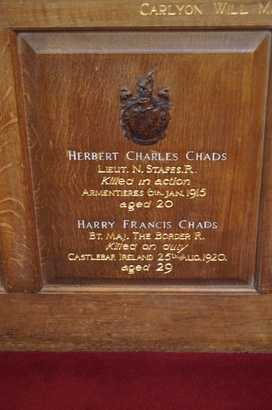 CARLYON WILL MA
HERBERT CHARLES CHADS
LIEUT. N. STAFFS. R.
Killed in action
ARMENTIERES 6th JAN. 1915
aged 20
HARRY FRANCIS CHADS
BT. MAJ. THE BORDER R.
Killed on duty
CASTLEBAR IRELAND 25th AUG. 1920.
aged 29